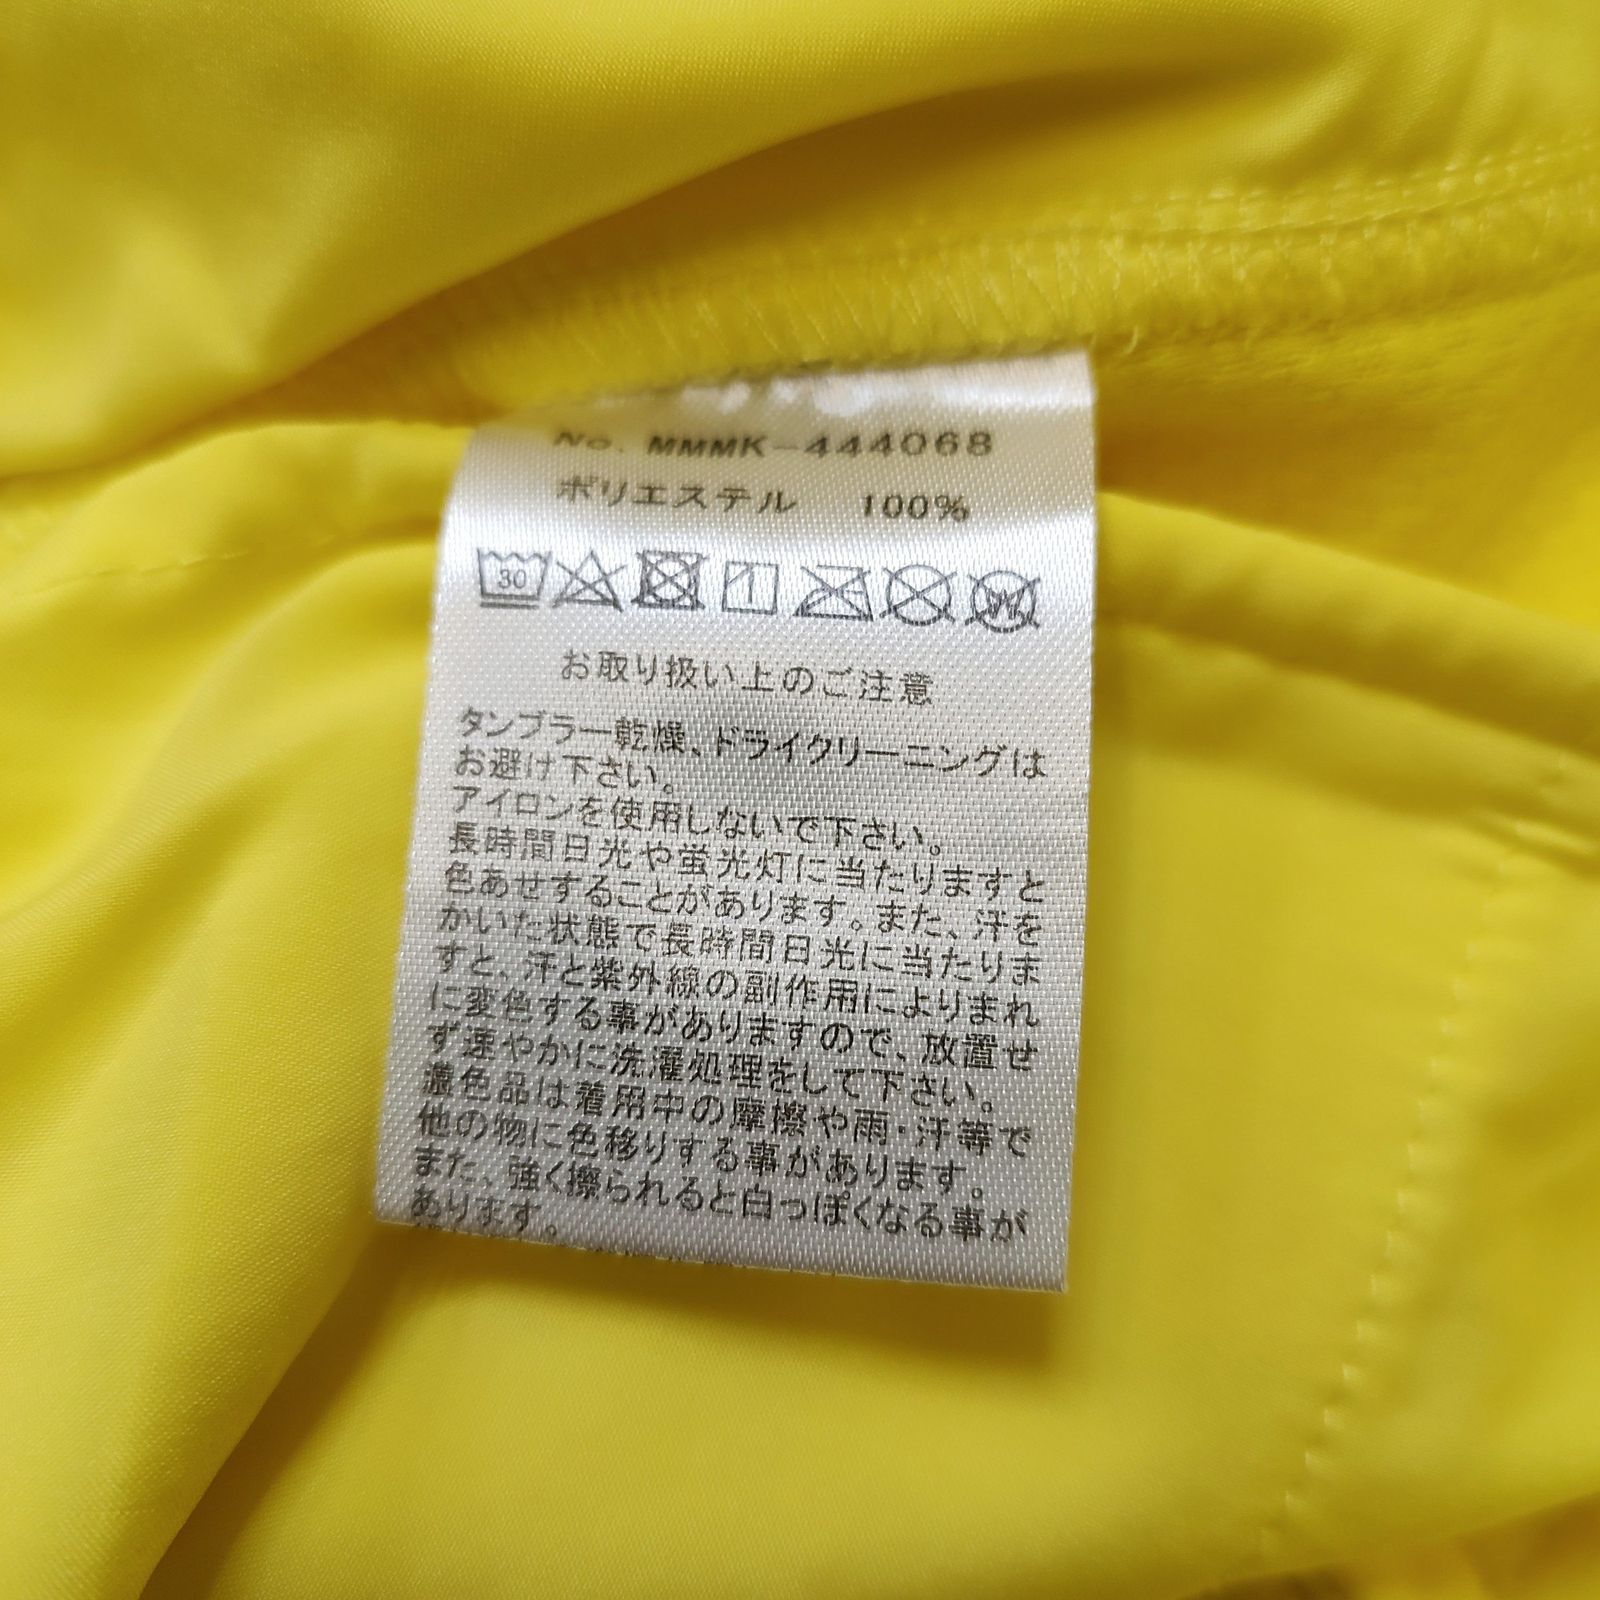 No. MMMK-444068
ポリエステル 100%
30
お取り扱い上のご注意
タンブラー乾燥、ドライクリーニングは
お避け下さい。
アイロンを使用しないで下さい。
長時間日光や蛍光灯に当たりますと
色あせすることがあります。また、汗を
かいた状態で長時間日光に当たりま
すと、汗と紫外線の副作用によりまれ
に変色する事がありますので、放置せ
ず速やかに洗濯処理をして下さい。
濃色品は着用中の摩擦や雨・汗等で
他の物に色移りする事があります。
また、強く擦られると白っぽくなる事が
あります。